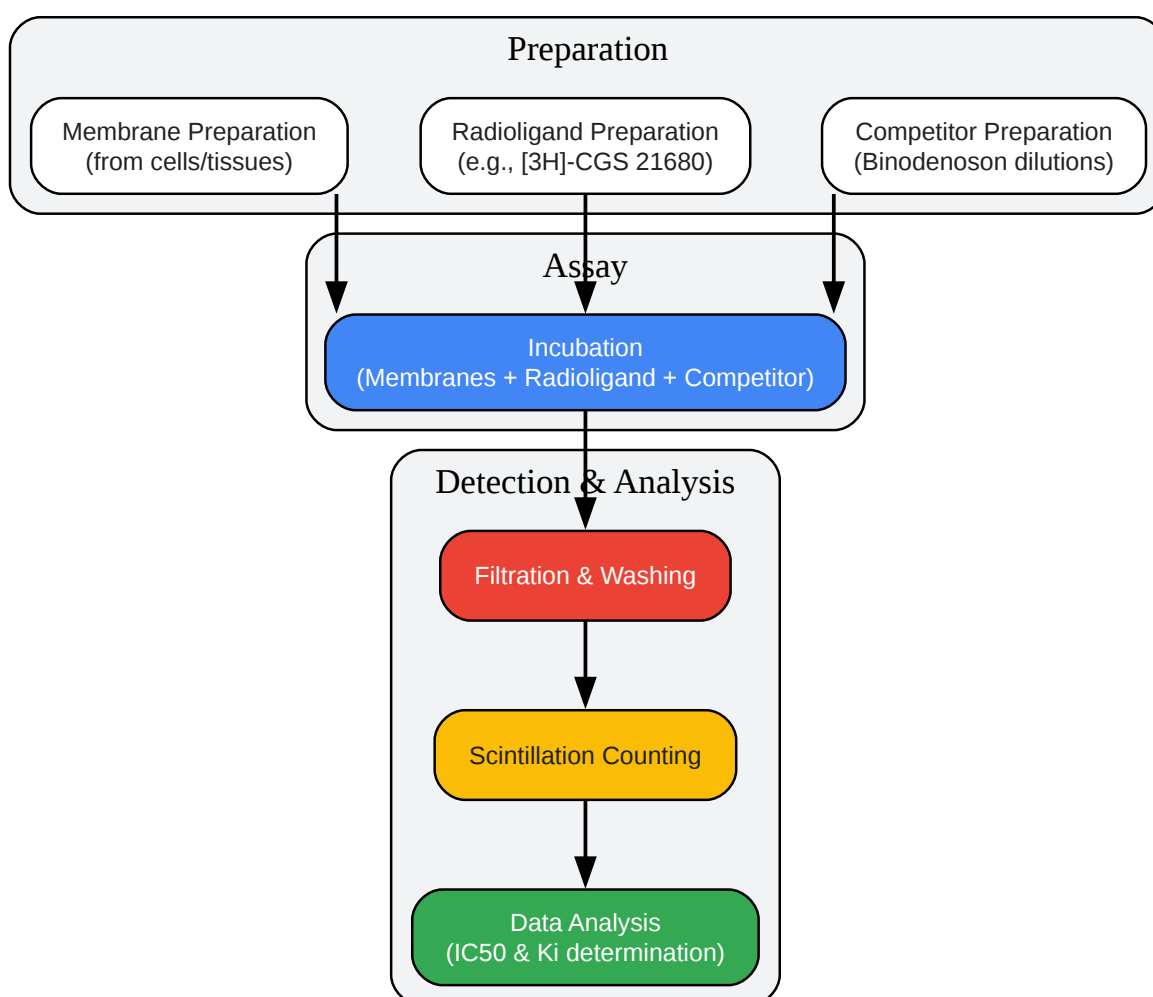 Preparation
Membrane Preparation
(from cells/tissues)
Radioligand Preparation
(e.g., [3H]-CGS 21680)
Competitor Preparation
(Binodenoson dilutions)
Assay
Incubation
(Membranes + Radioligand + Competitor)
Detection & Analysis
Filtration & Washing
Scintillation Counting
Data Analysis
(IC50 & Ki determination)